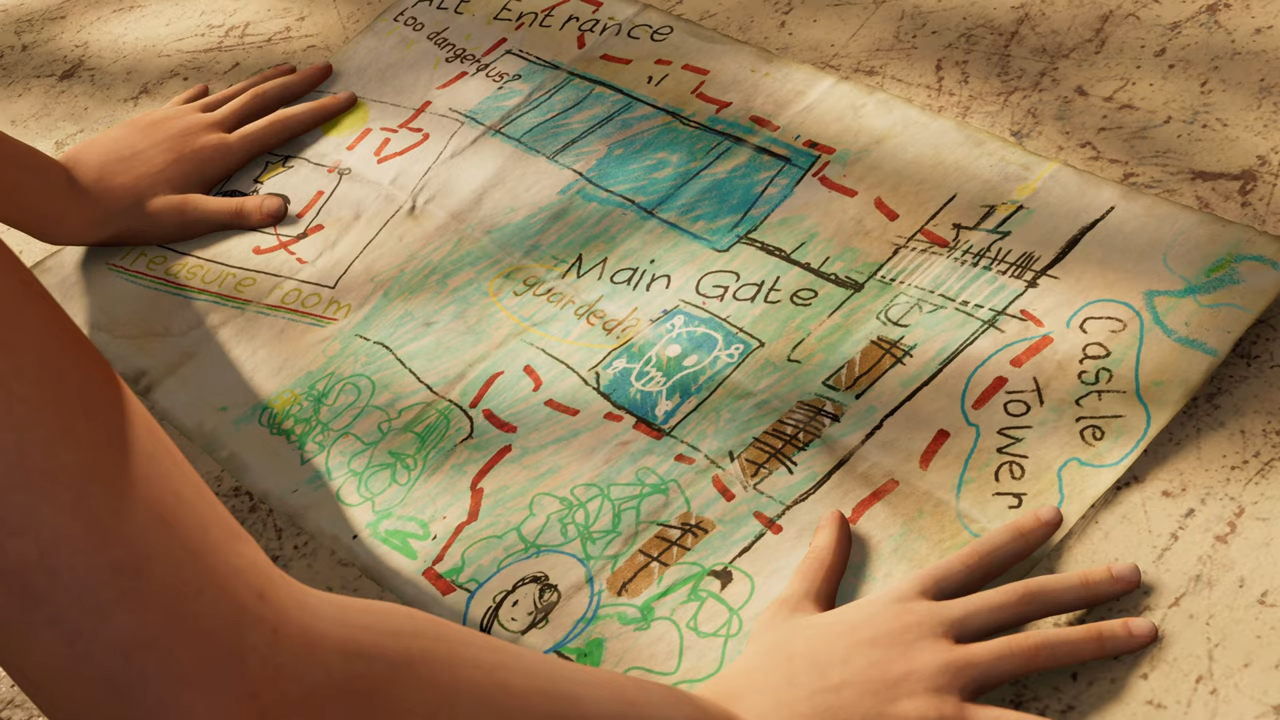 Alt. Entrance
too dangerous?
Treasure room
Main Gate
guarded?
Castle
Tower